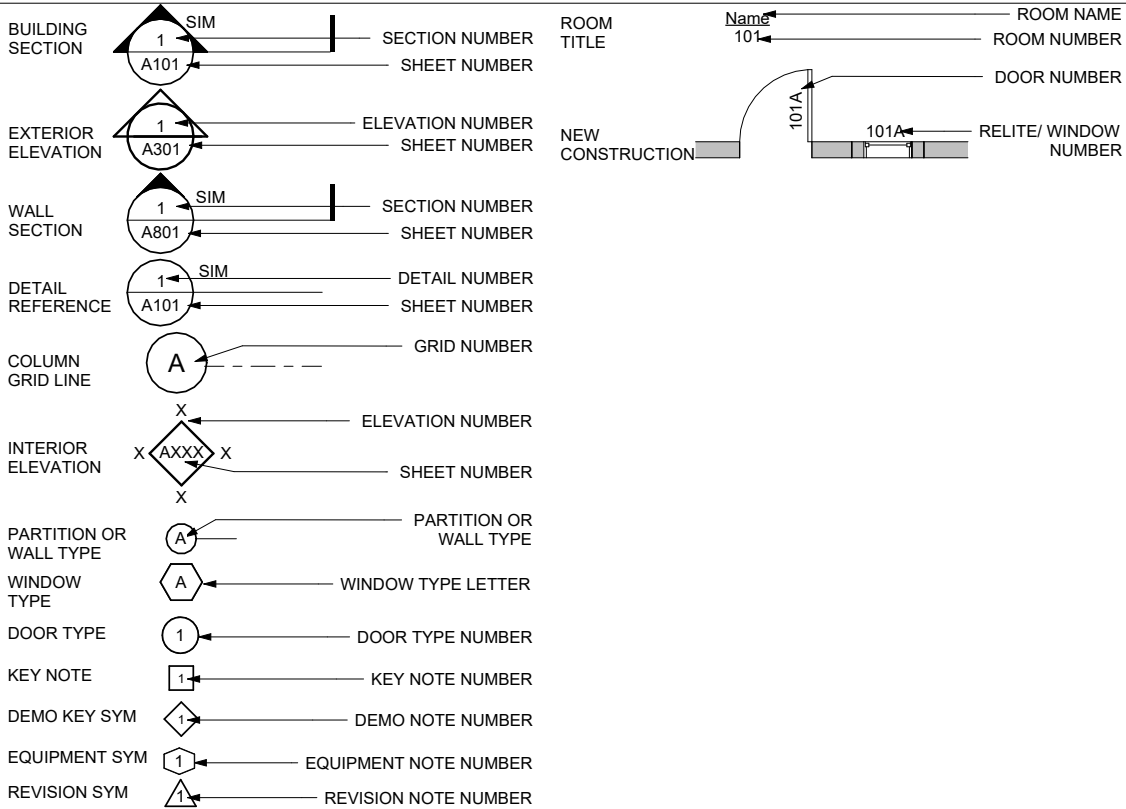 BUILDING
SECTION
SIM
1
A101
SECTION NUMBER
SHEET NUMBER
EXTERIOR
ELEVATION
1
A301
ELEVATION NUMBER
SHEET NUMBER
WALL
SECTION
SIM
1
A801
SECTION NUMBER
SHEET NUMBER
DETAIL
REFERENCE
SIM
1
A101
DETAIL NUMBER
SHEET NUMBER
COLUMN
GRID LINE
A
GRID NUMBER
INTERIOR
ELEVATION
X
X AXXX X
X
ELEVATION NUMBER
SHEET NUMBER
PARTITION OR
WALL TYPE
A
PARTITION OR
WALL TYPE
WINDOW
TYPE
A
WINDOW TYPE LETTER
DOOR TYPE
1
DOOR TYPE NUMBER
KEY NOTE
1
KEY NOTE NUMBER
DEMO KEY SYM
1
DEMO NOTE NUMBER
EQUIPMENT SYM
1
EQUIPMENT NOTE NUMBER
REVISION SYM
1
REVISION NOTE NUMBER
ROOM
TITLE
Name
101
ROOM NAME
ROOM NUMBER
NEW
CONSTRUCTION
101A
DOOR NUMBER
101A
RELITE/ WINDOW
NUMBER